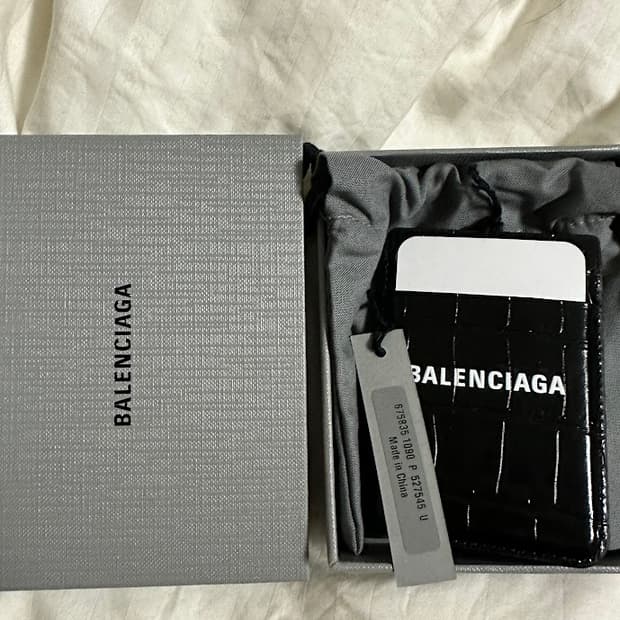 BALENCIAGA
BALENCIAGA
675835 1090 P 527545 U
Made in China